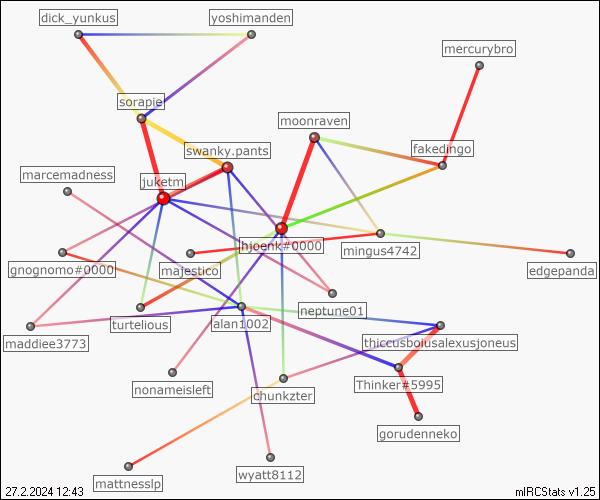 dick_yunkus
yoshimanden
mercurybro
sorapie
moonraven
swanky.pants
fakedingo
marcemadness
juketm
hjoenk#0000
mingus4742
gnognomo#0000
majestico
edgepanda
neptune01
turtelious
alan1002
maddiee3773
thiccusboiusalexusjoneus
nonameisleft
chunkzter
Thinker#5995
gorudenneko
mattnesslp
wyatt8112
27.2.2024 12:43
mIRCStats v1.25